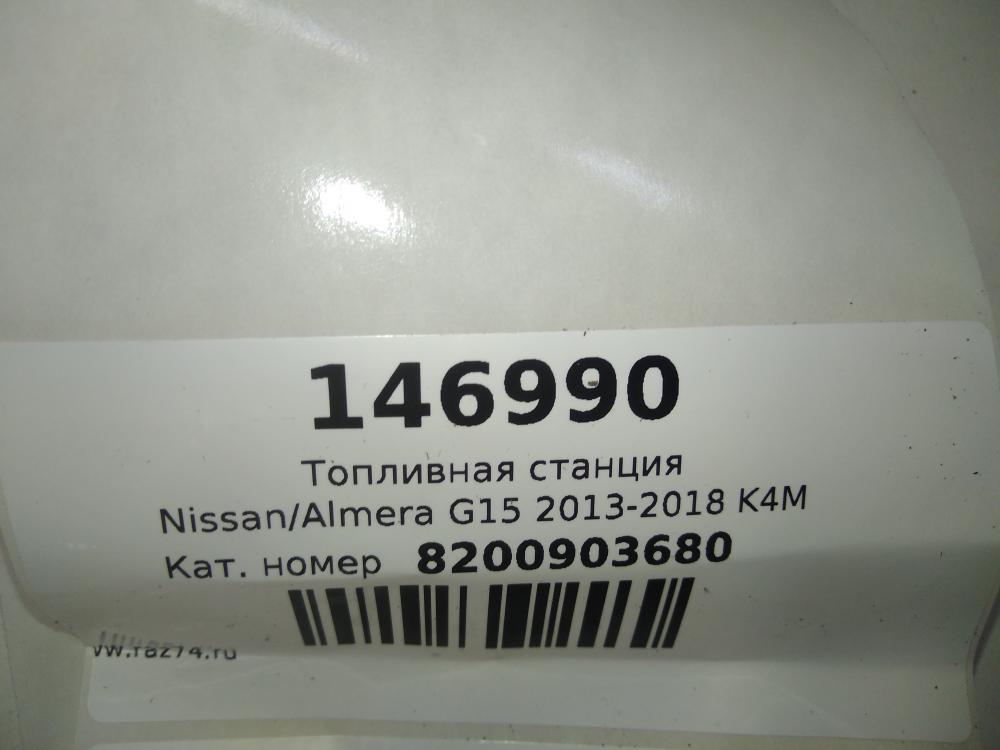 146990
Топливная станция
Nissan/Almera G15 2013-2018 K4M
Кат. номер 8200903680